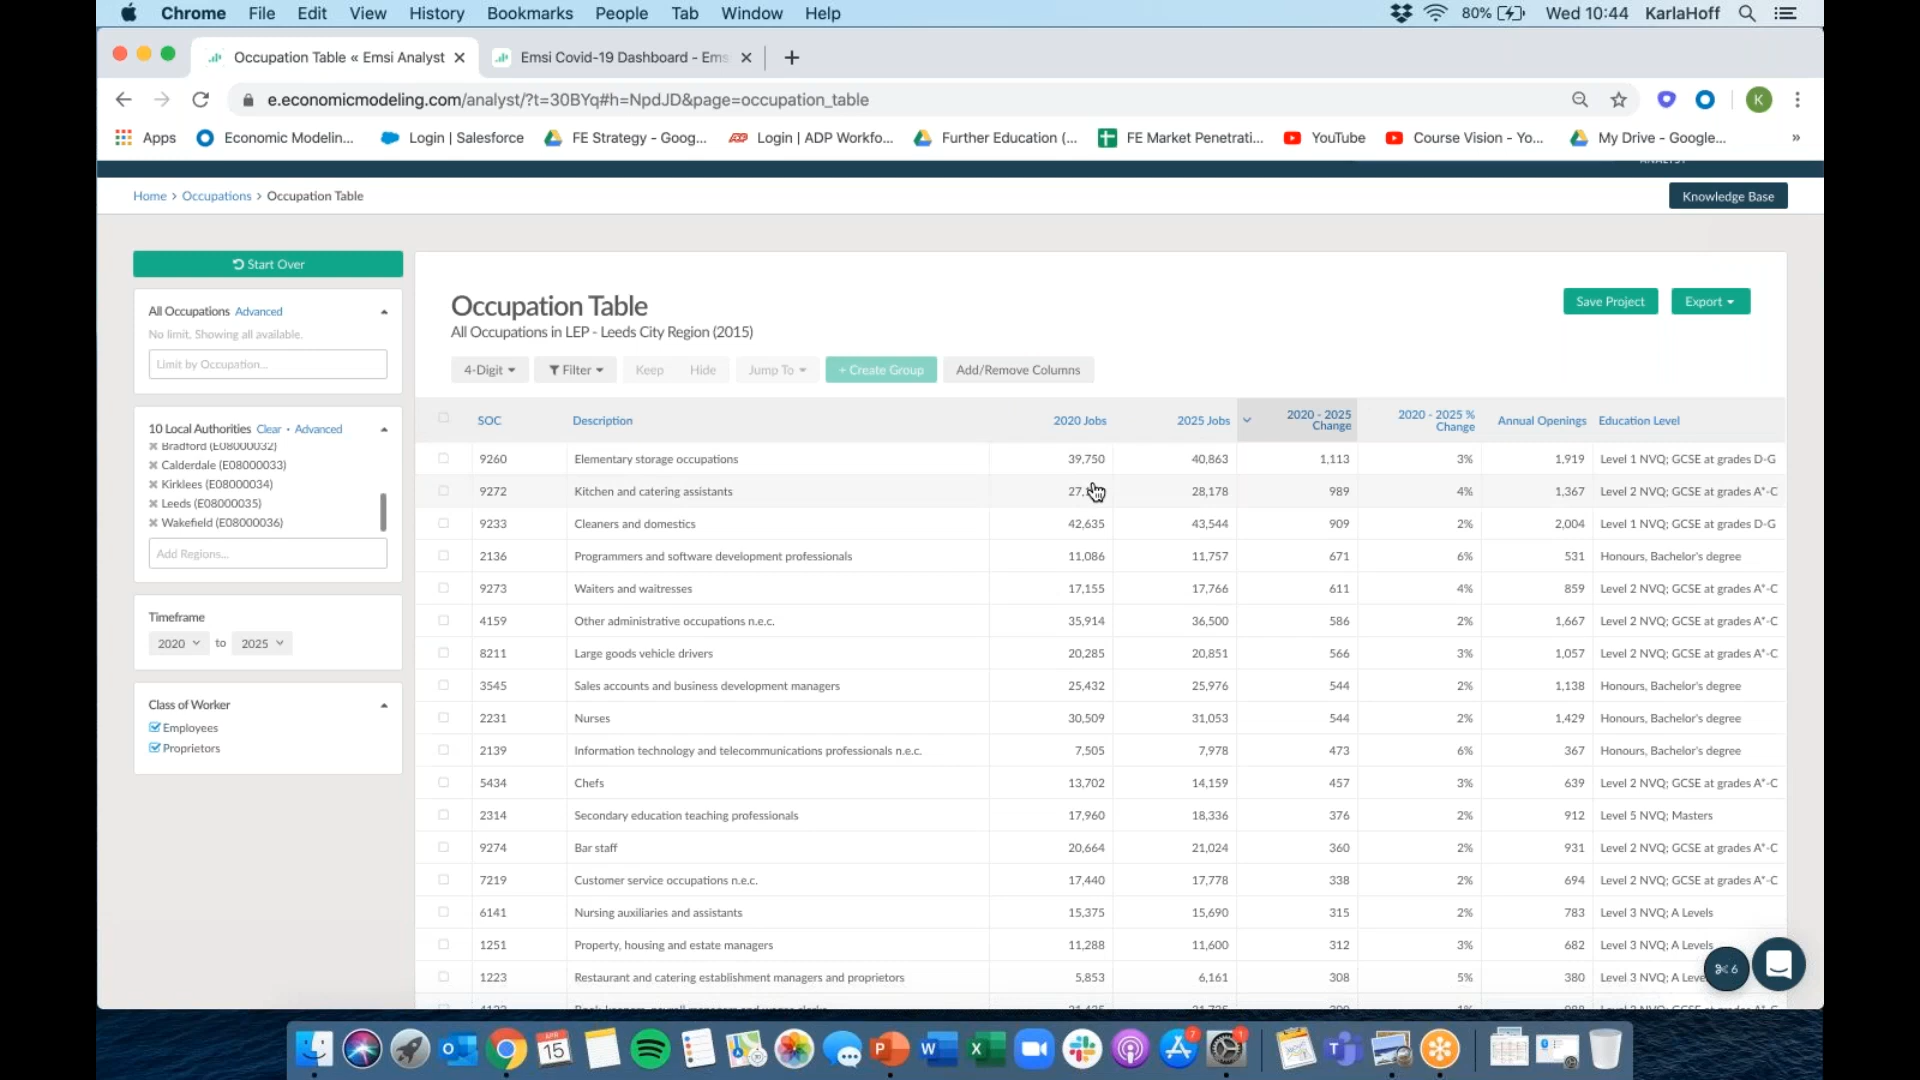 Chrome File Edit View History Bookmarks People Tab Window Help 80% Wed 10:44 KarlaHoff
Occupation Table « Emsi Analyst Emsi Covid-19 Dashboard - Ems
e.economicmodeling.com/analyst/?t=30BYq#h=NpdJD&page=occupation_table K
Apps Economic Modelin... Login | Salesforce FE Strategy - Goog... Login | ADP Workfo... Further Education (... FE Market Penetrati... YouTube Course Vision - Yo... My Drive - Google... »
Home > Occupations > Occupation Table Knowledge Base
Start Over
All Occupations Advanced
No limit, Showing all available.
Limit by Occupation...
10 Local Authorities Clear • Advanced
Bradford (E08000032)
Calderdale (E08000033)
Kirklees (E08000034)
Leeds (E08000035)
Wakefield (E08000036)
Add Regions...
Timeframe
2020 to 2025
Class of Worker
Employees
Proprietors
Occupation Table
All Occupations in LEP - Leeds City Region (2015)
Save Project Export
4-Digit Filter Keep Hide Jump To + Create Group Add/Remove Columns
SOC Description 2020 Jobs 2025 Jobs 2020 - 2025 Change 2020 - 2025 % Change Annual Openings Education Level
9260 Elementary storage occupations 39,750 40,863 1,113 3% 1,919 Level 1 NVQ; GCSE at grades D-G
9272 Kitchen and catering assistants 28,178 989 4% 1,367 Level 2 NVQ; GCSE at grades A*-C
9233 Cleaners and domestics 42,635 43,544 909 2% 2,004 Level 1 NVQ; GCSE at grades D-G
2136 Programmers and software development professionals 11,086 11,757 671 6% 531 Honours, Bachelor's degree
9273 Waiters and waitresses 17,155 17,766 611 4% 859 Level 2 NVQ; GCSE at grades A*-C
4159 Other administrative occupations n.e.c. 35,914 36,500 586 2% 1,667 Level 2 NVQ; GCSE at grades A*-C
8211 Large goods vehicle drivers 20,285 20,851 566 3% 1,057 Level 2 NVQ; GCSE at grades A*-C
3545 Sales accounts and business development managers 25,432 25,976 544 2% 1,138 Honours, Bachelor's degree
2231 Nurses 30,509 31,053 544 2% 1,429 Honours, Bachelor's degree
2139 Information technology and telecommunications professionals n.e.c. 7,505 7,978 473 6% 367 Honours, Bachelor's degree
5434 Chefs 13,702 14,159 457 3% 639 Level 2 NVQ; GCSE at grades A*-C
2314 Secondary education teaching professionals 17,960 18,336 376 2% 912 Level 5 NVQ; Masters
9274 Bar staff 20,664 21,024 360 2% 931 Level 2 NVQ; GCSE at grades A*-C
7219 Customer service occupations n.e.c. 17,440 17,778 338 2% 694 Level 2 NVQ; GCSE at grades A*-C
6141 Nursing auxiliaries and assistants 15,375 15,690 315 2% 783 Level 3 NVQ; A Levels
1251 Property, housing and estate managers 11,288 11,600 312 3% 682 Level 3 NVQ; A Levels
1223 Restaurant and catering establishment managers and proprietors 5,853 6,161 308 5% 380 Level 3 NVQ; A
6
APR 15 P W X 7 1